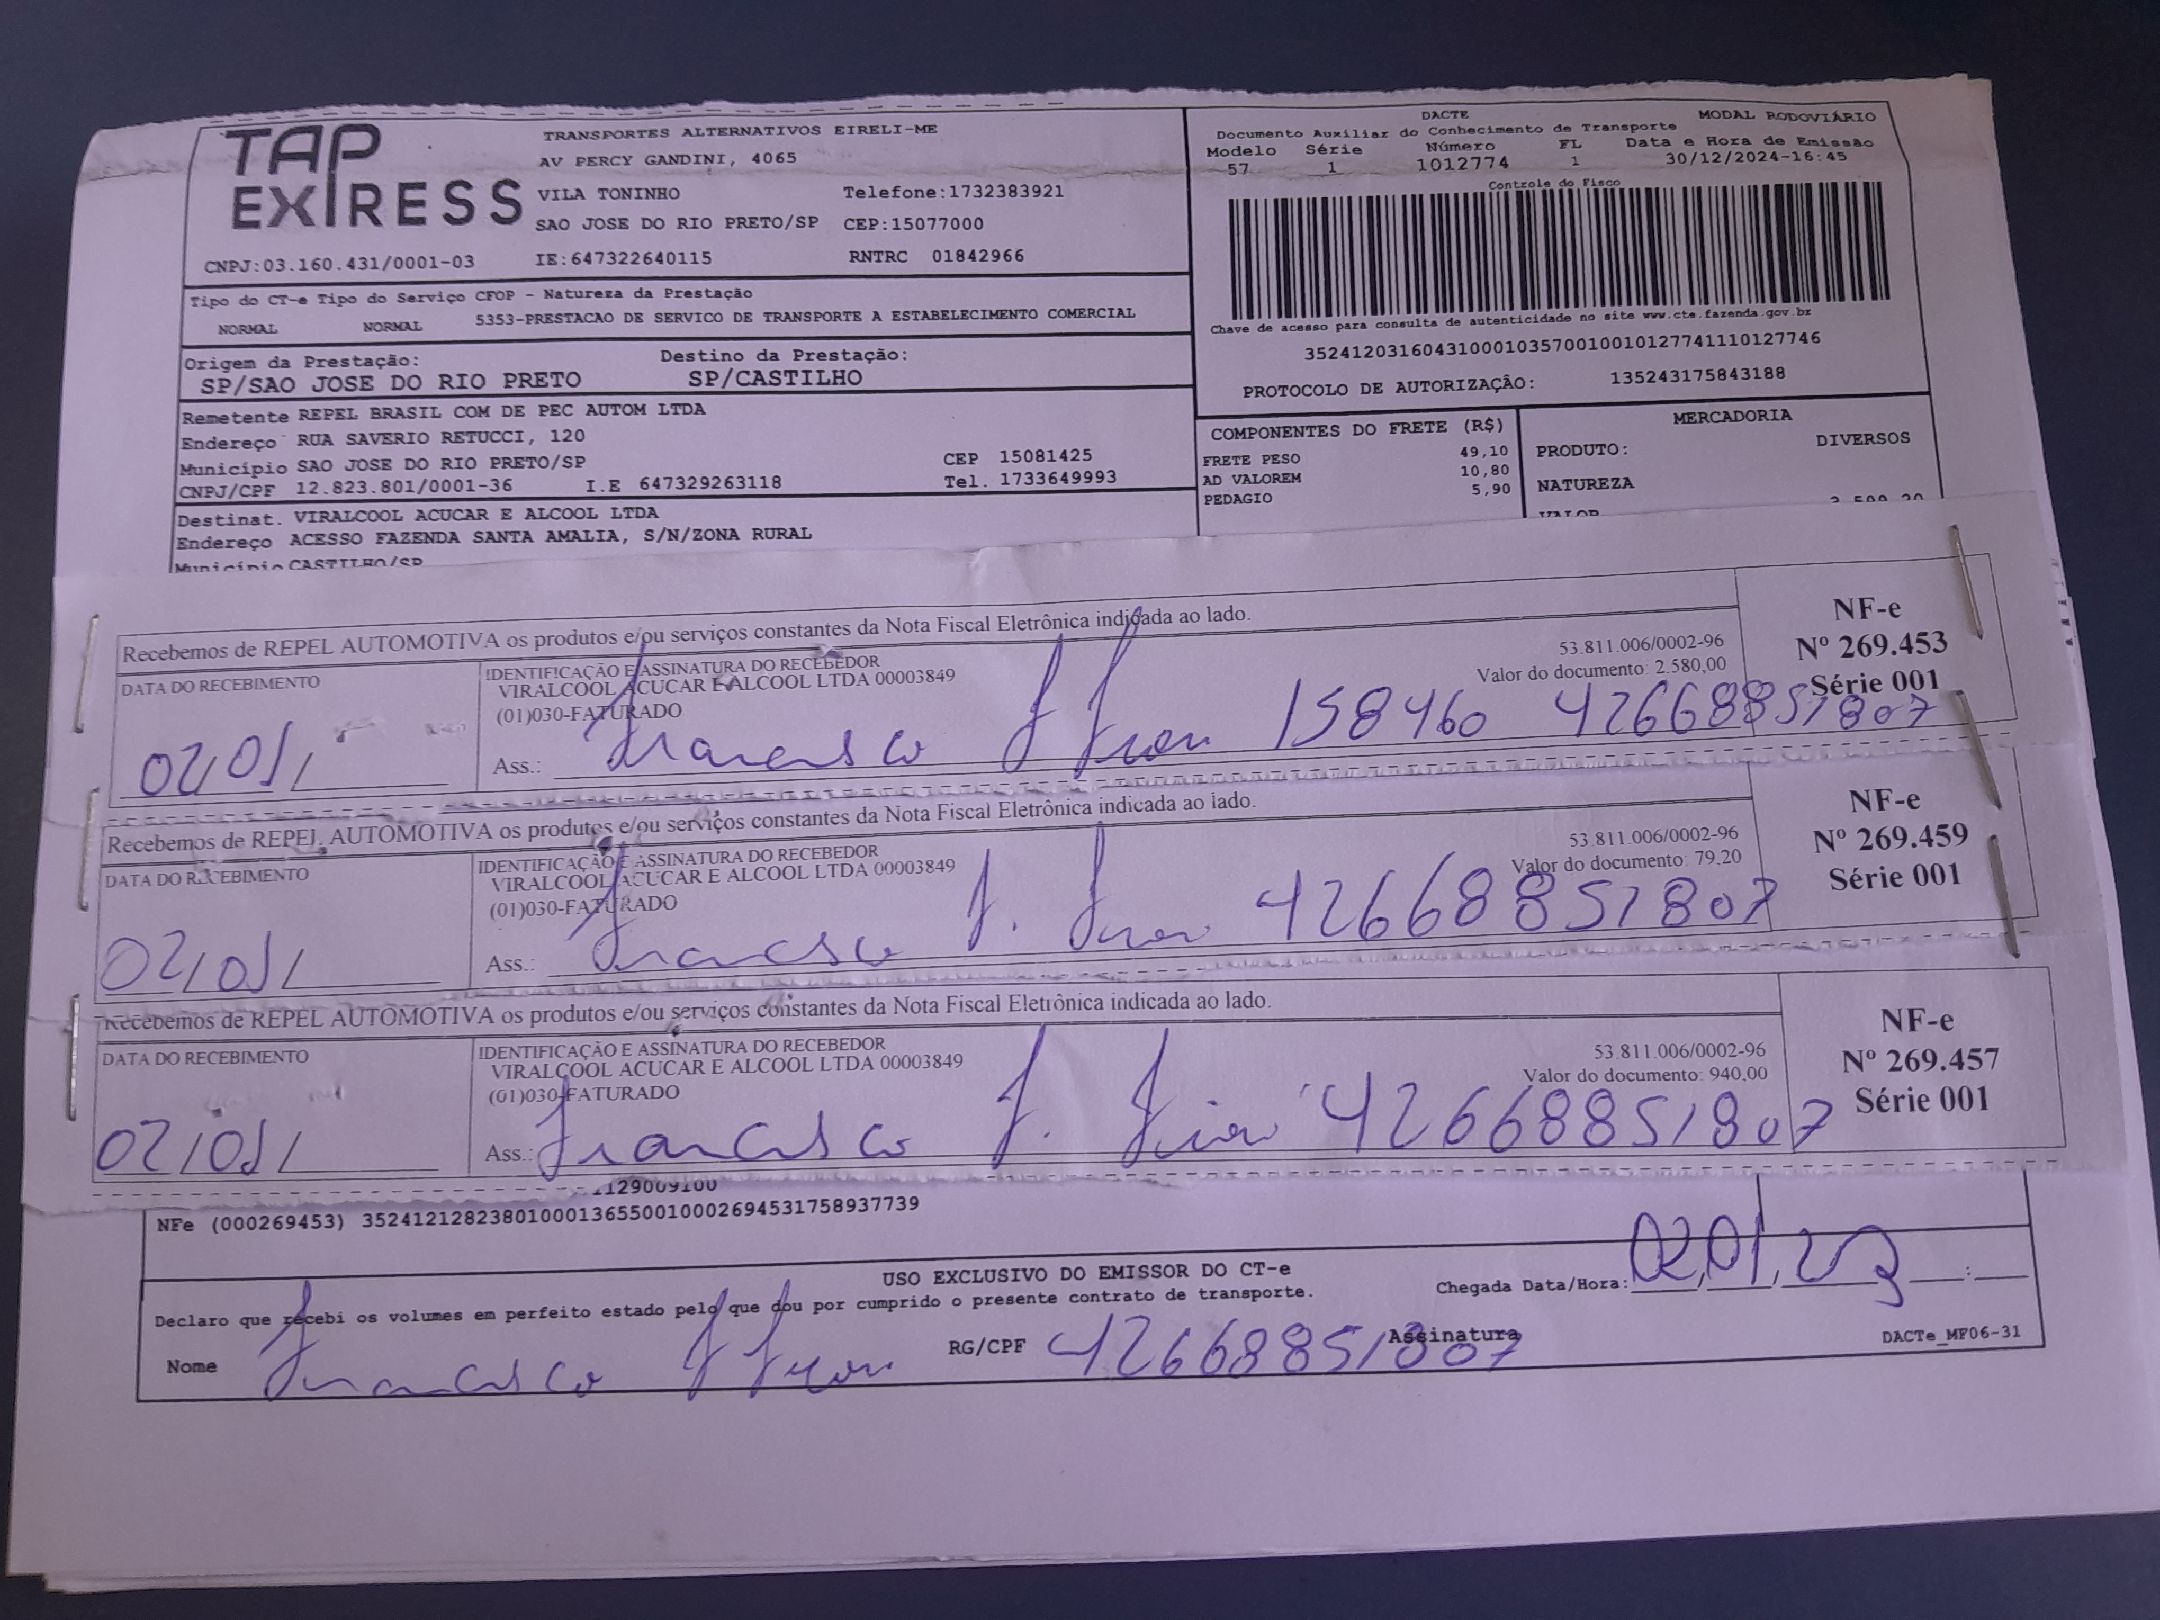 TAP EXPRESS
TRANSPORTES ALTERNATIVOS EIRELI-ME
AV PERCY GANDINI, 4065
VILA TONINHO Telefone:1732383921
SAO JOSE DO RIO PRETO/SP CEP:15077000
CNPJ:03.160.431/0001-03 IE:647322640115 RNTRC 01842966
DACTE MODAL RODOVIÁRIO
Documento Auxiliar do Conhecimento de Transporte
Modelo Série Número FL Data e Hora de Emissão
57 1 1012774 1 30/12/2024-16:45
Controle do Fisco
Chave de acesso para consulta de autenticidade no site www.cte.fazenda.gov.br
35241203160431000103570010010127741110127746
PROTOCOLO DE AUTORIZAÇÃO: 135243175843188
Tipo do CT-e Tipo do Serviço CFOP - Natureza da Prestação
NORMAL NORMAL 5353-PRESTACAO DE SERVICO DE TRANSPORTE A ESTABELECIMENTO COMERCIAL
Origem da Prestação: Destino da Prestação:
SP/SAO JOSE DO RIO PRETO SP/CASTILHO
Remetente REPEL BRASIL COM DE PEC AUTOM LTDA
Endereço RUA SAVERIO RETUCCI, 120
Município SAO JOSE DO RIO PRETO/SP CEP 15081425
CNPJ/CPF 12.823.801/0001-36 I.E 647329263118 Tel. 1733649993
COMPONENTES DO FRETE (R$)
FRETE PESO 49,10
AD VALOREM 10,80
PEDAGIO 5,90
MERCADORIA
PRODUTO: DIVERSOS
NATUREZA
VALOR
Destinat. VIRALCOOL ACUCAR E ALCOOL LTDA
Endereço ACESSO FAZENDA SANTA AMALIA, S/N/ZONA RURAL
Município CASTILHO/SP
Recebemos de REPEL AUTOMOTIVA os produtos e/ou serviços constantes da Nota Fiscal Eletrônica indicada ao lado.
DATA DO RECEBIMENTO
02/01/
IDENTIFICAÇÃO E ASSINATURA DO RECEBEDOR
VIRALCOOL ACUCAR E ALCOOL LTDA 00003849
(01)030-FATURADO
53.811.006/0002-96
Valor do documento: 2.580,00
Ass.: Francisco 158460 42668851807
NF-e
Nº 269.453
Série 001
Recebemos de REPEL AUTOMOTIVA os produtos e/ou serviços constantes da Nota Fiscal Eletrônica indicada ao lado.
DATA DO RECEBIMENTO
02/01/
IDENTIFICAÇÃO E ASSINATURA DO RECEBEDOR
VIRALCOOL ACUCAR E ALCOOL LTDA 00003849
(01)030-FATURADO
53.811.006/0002-96
Valor do documento: 79,20
Ass.: Francisco 42668851807
NF-e
Nº 269.459
Série 001
Recebemos de REPEL AUTOMOTIVA os produtos e/ou serviços constantes da Nota Fiscal Eletrônica indicada ao lado.
DATA DO RECEBIMENTO
02/01/
IDENTIFICAÇÃO E ASSINATURA DO RECEBEDOR
VIRALCOOL ACUCAR E ALCOOL LTDA 00003849
(01)030-FATURADO
53.811.006/0002-96
Valor do documento: 940,00
Ass.: Francisco 42668851807
NF-e
Nº 269.457
Série 001
NFe (000269453) 35241212823801000136550010002694531758937739
USO EXCLUSIVO DO EMISSOR DO CT-e
Declaro que recebi os volumes em perfeito estado pelo que dou por cumprido o presente contrato de transporte.
Chegada Data/Hora: 02/01/
Nome Francisco RG/CPF 42668851807 Assinatura
DACTe_MF06-31